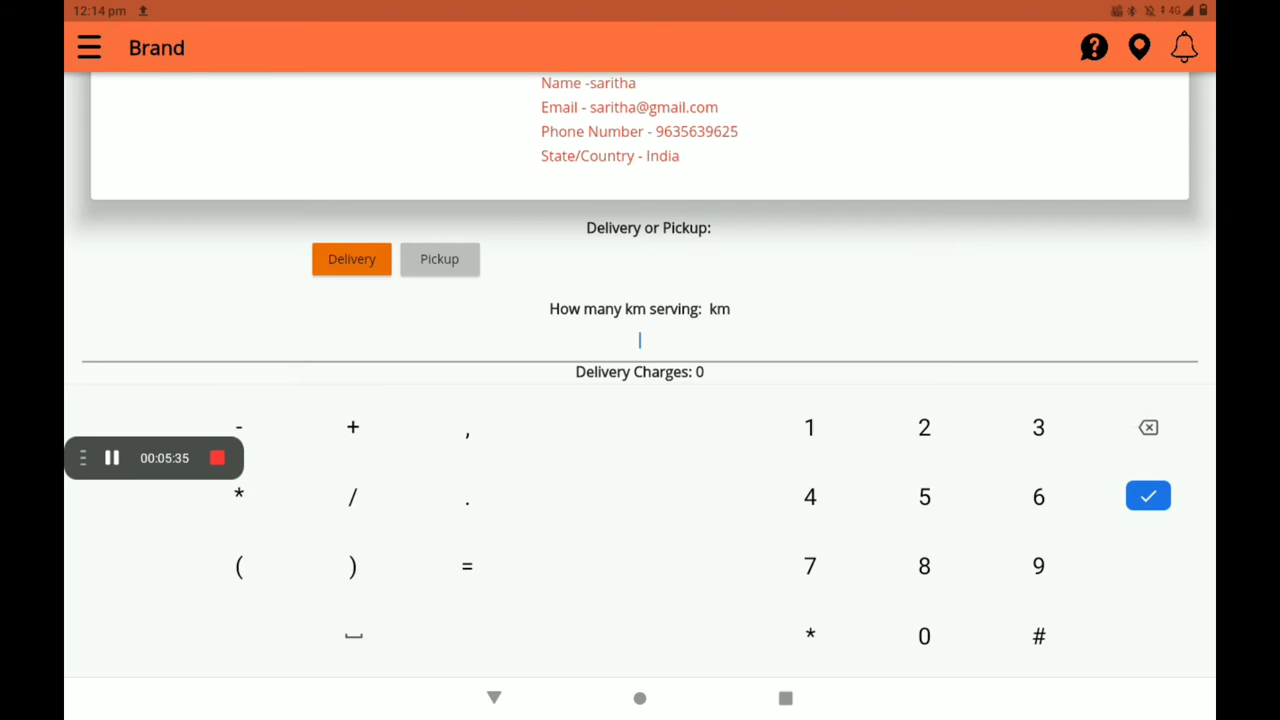 12:14 pm 4G
Brand
Name -saritha
Email - saritha@gmail.com
Phone Number - 9635639625
State/Country - India
Delivery or Pickup:
Delivery Pickup
How many km serving: km
Delivery Charges: 0
- + , 1 2 3
00:05:35
* / . 4 5 6
( ) = 7 8 9
* 0 #